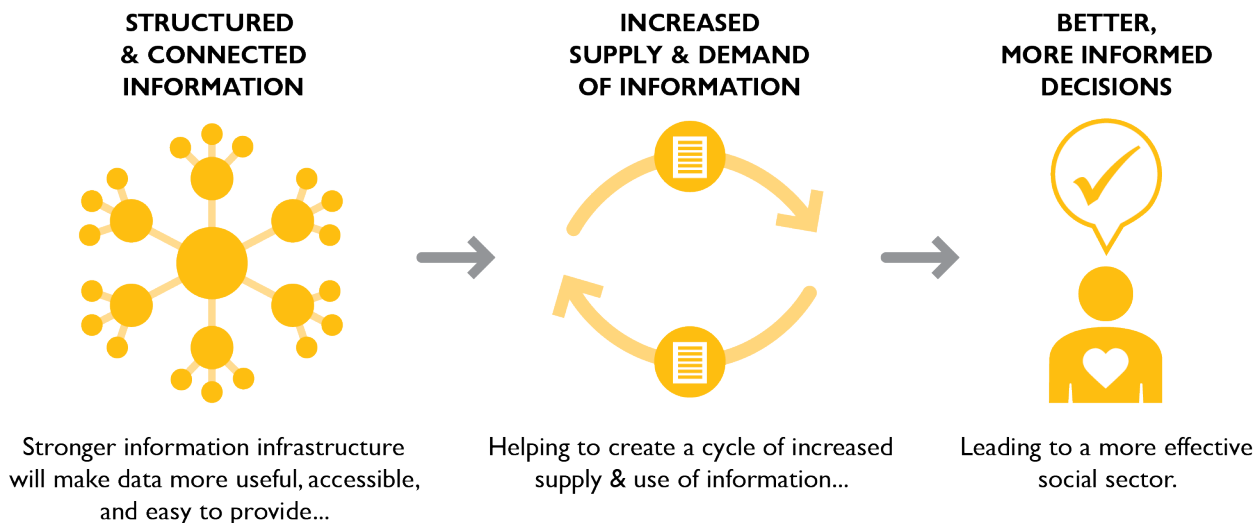 STRUCTURED
& CONNECTED
INFORMATION
Stronger information infrastructure
will make data more useful, accessible,
and easy to provide...
INCREASED
SUPPLY & DEMAND
OF INFORMATION
Helping to create a cycle of increased
supply & use of information...
BETTER,
MORE INFORMED
DECISIONS
Leading to a more effective
social sector.